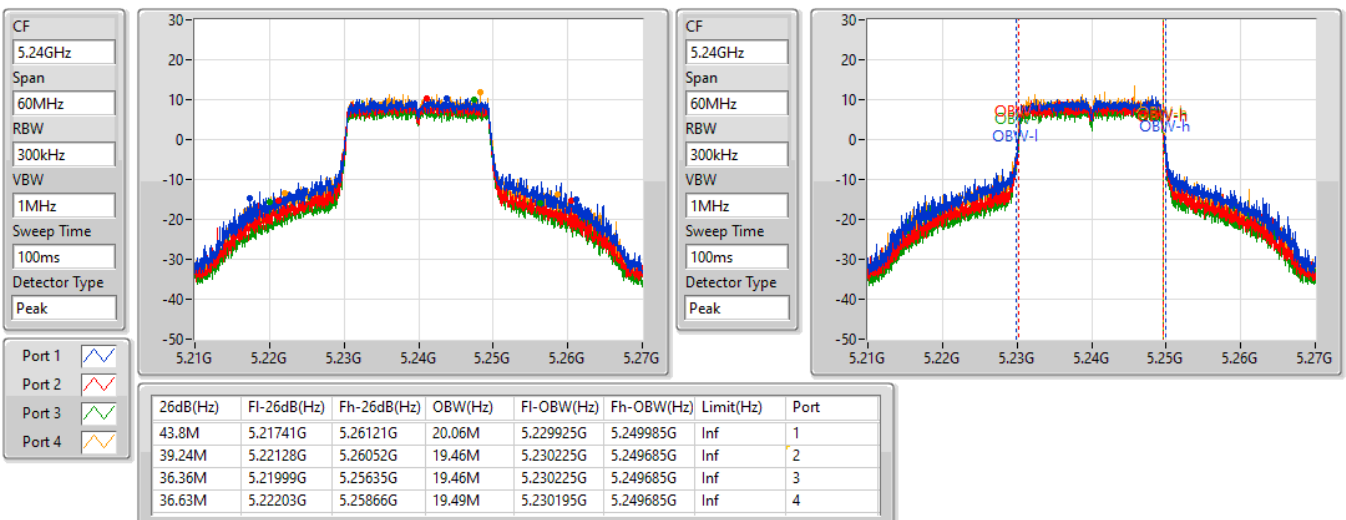 CF
5.24GHz
Span
60MHz
RBW
300kHz
VBW
1MHz
Sweep Time
100ms
Detector Type
Peak
30
20
10
0
-10
-20
-30
-40
-50
5.21G 5.22G 5.23G 5.24G 5.25G 5.26G 5.27G
CF
5.24GHz
Span
60MHz
RBW
300kHz
VBW
1MHz
Sweep Time
100ms
Detector Type
Peak
30
20
10
0
-10
-20
-30
-40
-50
OBW-l
OBW-h
5.21G 5.22G 5.23G 5.24G 5.25G 5.26G 5.27G
Port 1
Port 2
Port 3
Port 4
26dB(Hz) Fl-26dB(Hz) Fh-26dB(Hz) OBW(Hz) Fl-OBW(Hz) Fh-OBW(Hz) Limit(Hz) Port
43.8M 5.21741G 5.26121G 20.06M 5.229925G 5.249985G Inf 1
39.24M 5.22128G 5.26052G 19.46M 5.230225G 5.249685G Inf 2
36.36M 5.21999G 5.25635G 19.46M 5.230225G 5.249685G Inf 3
36.63M 5.22203G 5.25866G 19.49M 5.230195G 5.249685G Inf 4